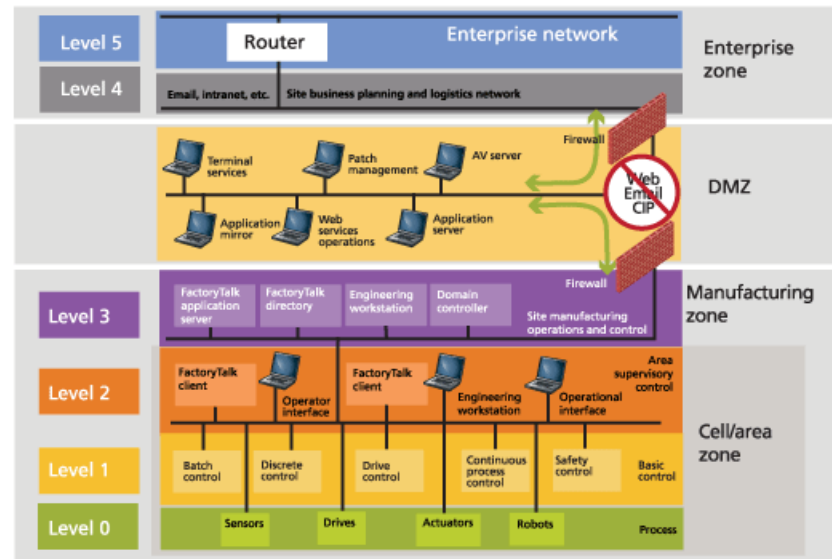 Level 5
Router
Enterprise network
Enterprise
zone
Level 4
Email, intranet, etc.
Site business planning and logistics network
Firewall
Terminal
services
Patch
management
AV server
Web
Email
CIP
DMZ
Application
mirror
Web
services
operations
Application
server
Firewall
Level 3
FactoryTalk
application
server
FactoryTalk
directory
Engineering
workstation
Domain
controller
Site manufacturing
operations and control
Manufacturing
zone
Level 2
FactoryTalk
client
Operator
interface
FactoryTalk
client
Engineering
workstation
Operational
interface
Area
supervisory
control
Cell/area
zone
Level 1
Batch
control
Discrete
control
Drive
control
Continuous
process
control
Safety
control
Basic
control
Level 0
Sensors
Drives
Actuators
Robots
Process